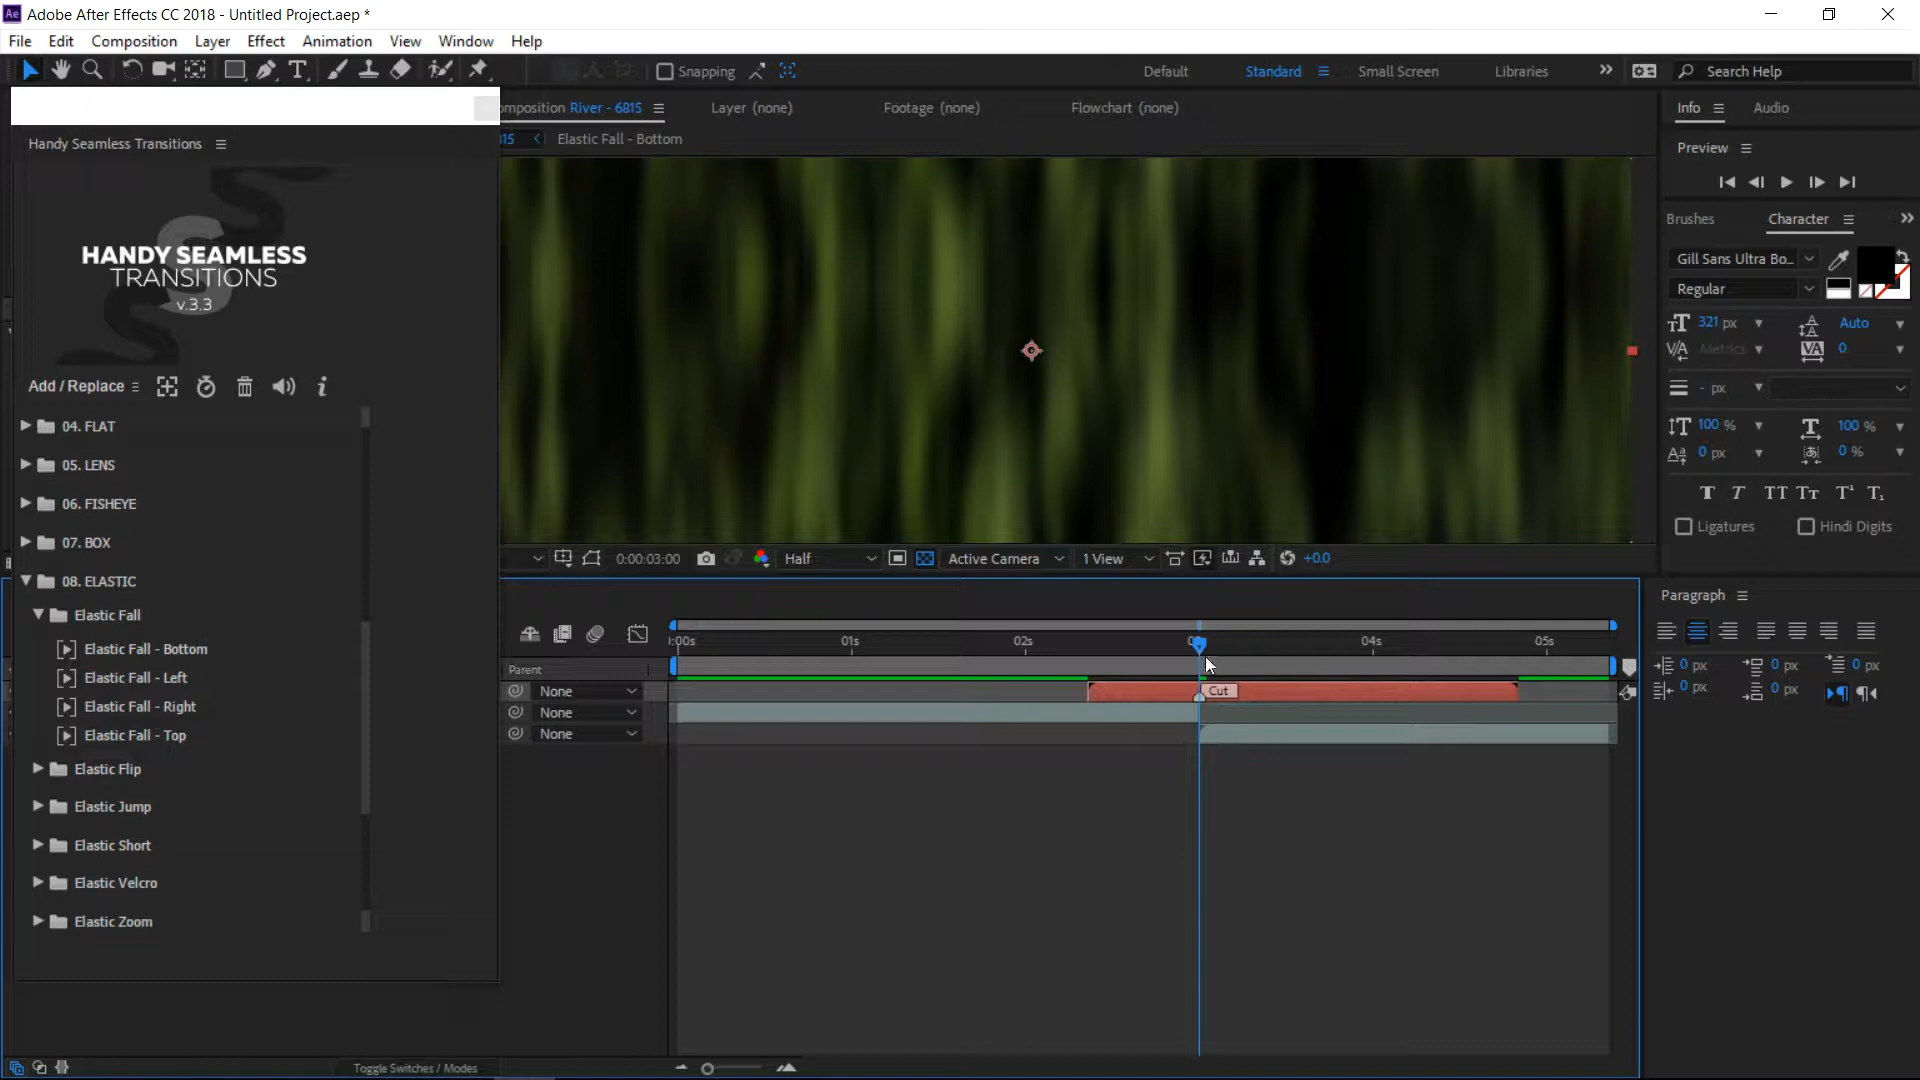 Adobe After Effects CC 2018 - Untitled Project.aep *
File Edit Composition Layer Effect Animation View Window Help
Snapping Default Standard Small Screen Libraries Search Help
omposition River - 6815 Layer (none) Footage (none) Flowchart (none) Info Audio
Handy Seamless Transitions
15 Elastic Fall - Bottom
Preview
Brushes Character
HANDY SEAMLESS
TRANSITIONS
v.3.3
Gill Sans Ultra Bo...
Regular
321 px Auto
Metrics 0
- px
100 % 100 %
0 px 0 %
Ligatures Hindi Digits
Add / Replace
04. FLAT
05. LENS
06. FISHEYE
07. BOX
08. ELASTIC
Elastic Fall
Elastic Fall - Bottom
Elastic Fall - Left
Elastic Fall - Right
Elastic Fall - Top
Elastic Flip
Elastic Jump
Elastic Short
Elastic Velcro
Elastic Zoom
0:00:03:00 Half Active Camera 1 View +0.0
Paragraph
0 px 0 px 0 px
0 px 0 px
:00s 01s 02s 04s 05s
Parent
None Cut
None
None
Toggle Switches / Modes